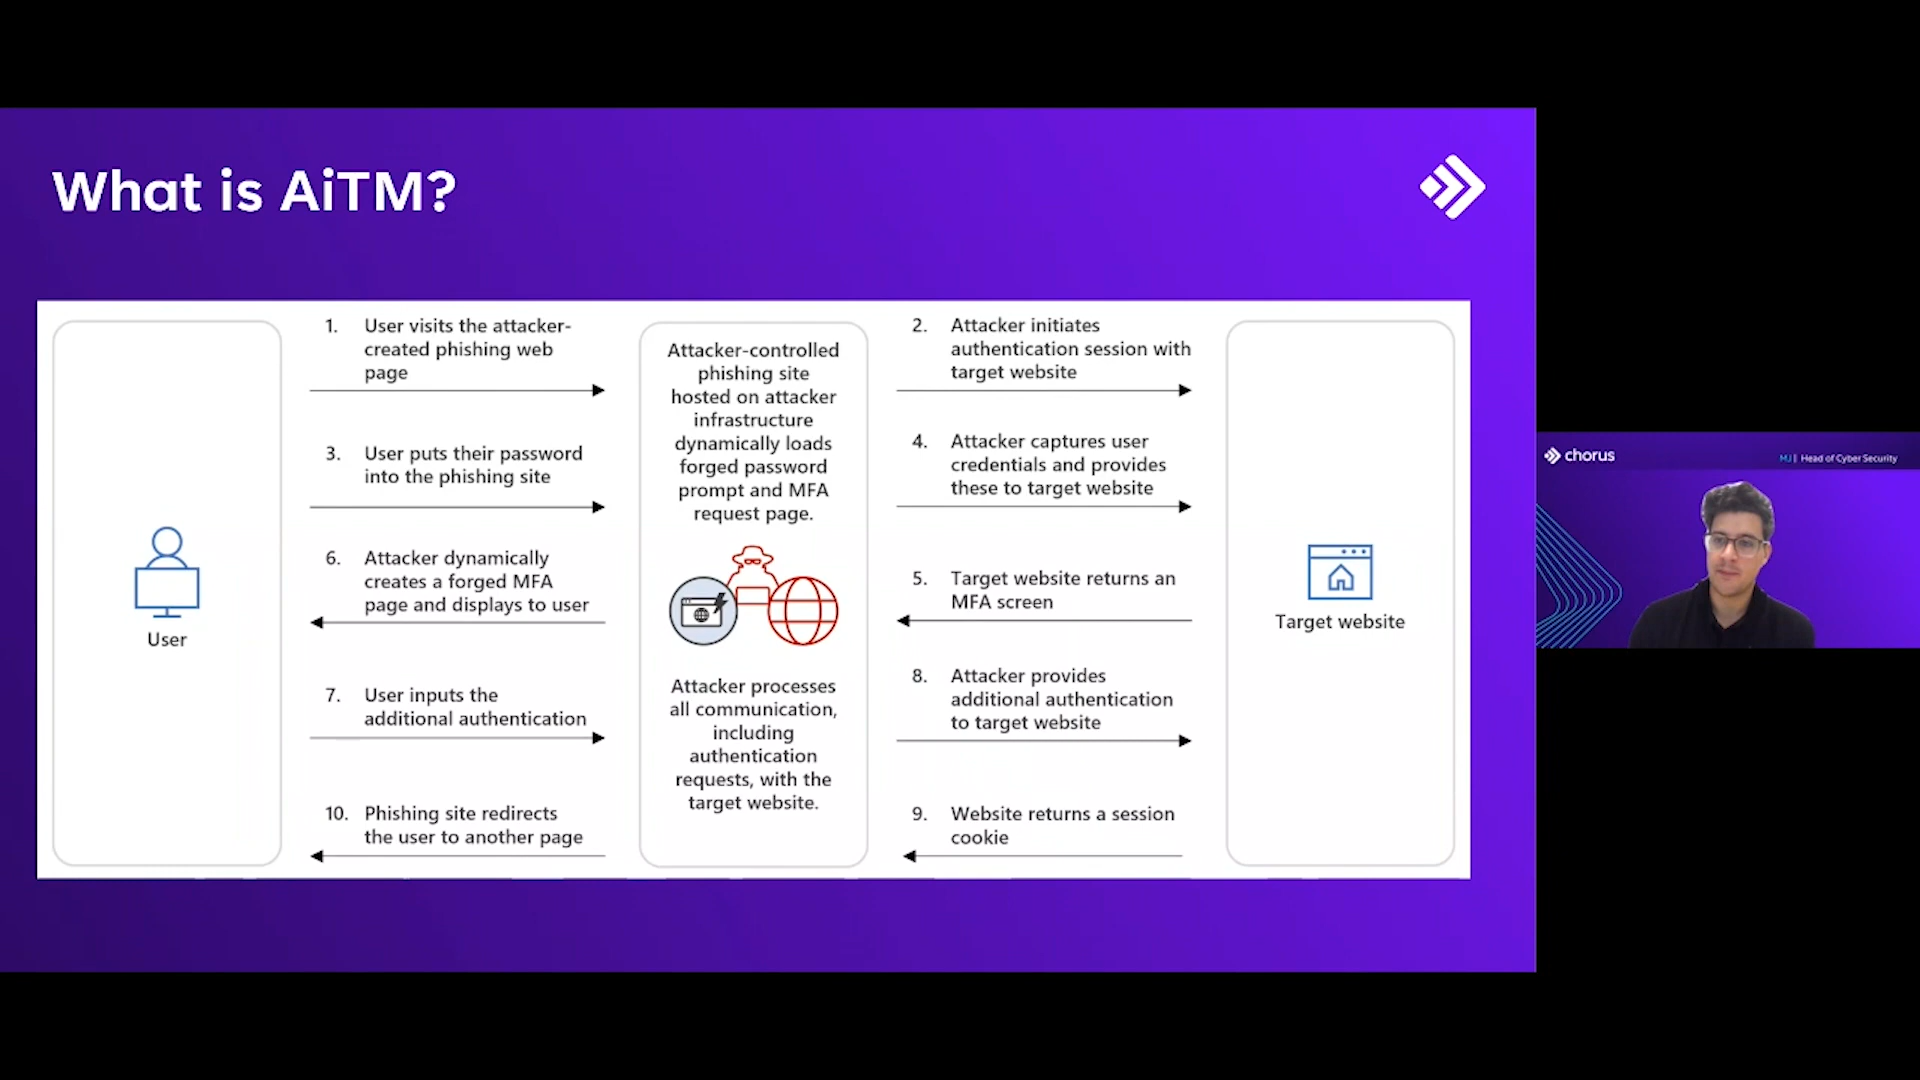 What is AiTM?
1. User visits the attacker-
created phishing web
page
2. Attacker initiates
authentication session with
target website
3. User puts their password
into the phishing site
4. Attacker captures user
credentials and provides
these to target website
5. Target website returns an
MFA screen
6. Attacker dynamically
creates a forged MFA
page and displays to user
7. User inputs the
additional authentication
8. Attacker provides
additional authentication
to target website
9. Website returns a session
cookie
10. Phishing site redirects
the user to another page
User
Attacker-controlled
phishing site
hosted on attacker
infrastructure
dynamically loads
forged password
prompt and MFA
request page.
Attacker processes
all communication,
including
authentication
requests, with the
target website.
Target website
chorus
MJ | Head of Cyber Security